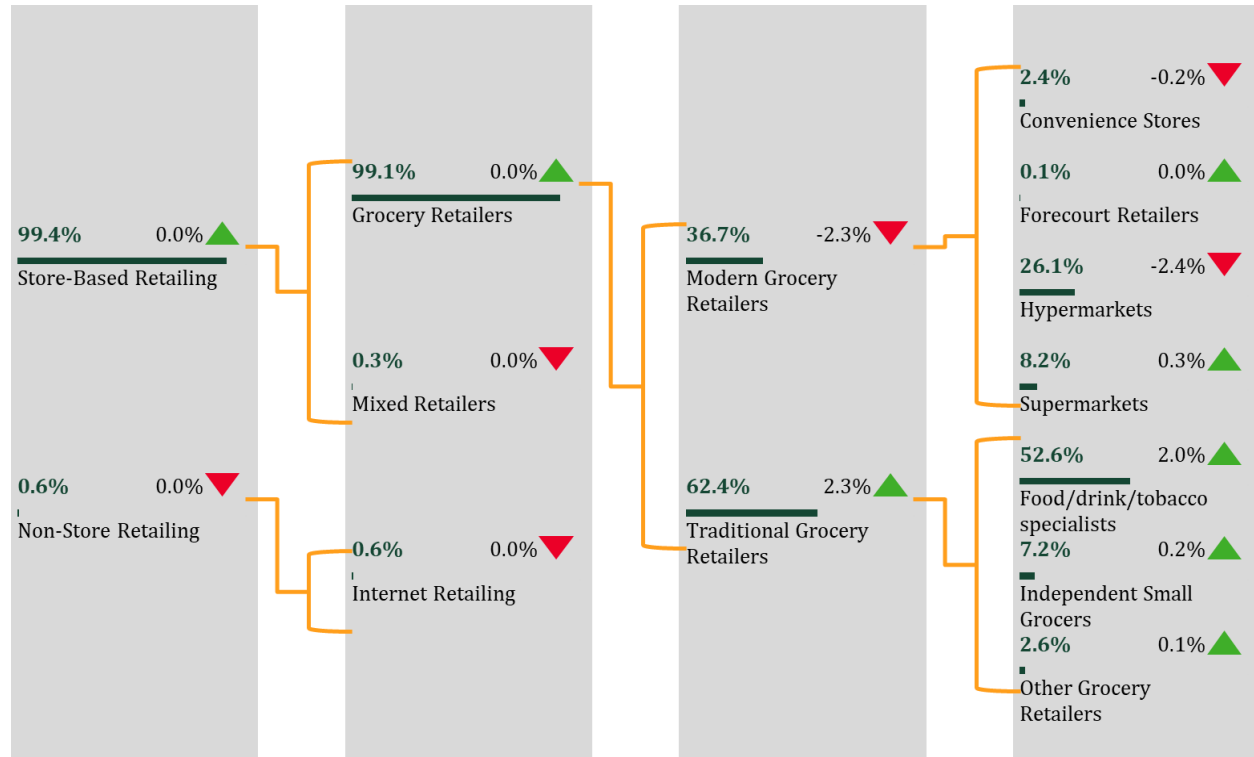 99.4% 0.0%
Store-Based Retailing
0.6% 0.0%
Non-Store Retailing
99.1% 0.0%
Grocery Retailers
0.3% 0.0%
Mixed Retailers
0.6% 0.0%
Internet Retailing
36.7% -2.3%
Modern Grocery
Retailers
62.4% 2.3%
Traditional Grocery
Retailers
2.4% -0.2%
Convenience Stores
0.1% 0.0%
Forecourt Retailers
26.1% -2.4%
Hypermarkets
8.2% 0.3%
Supermarkets
52.6% 2.0%
Food/drink/tobacco
specialists
7.2% 0.2%
Independent Small
Grocers
2.6% 0.1%
Other Grocery
Retailers